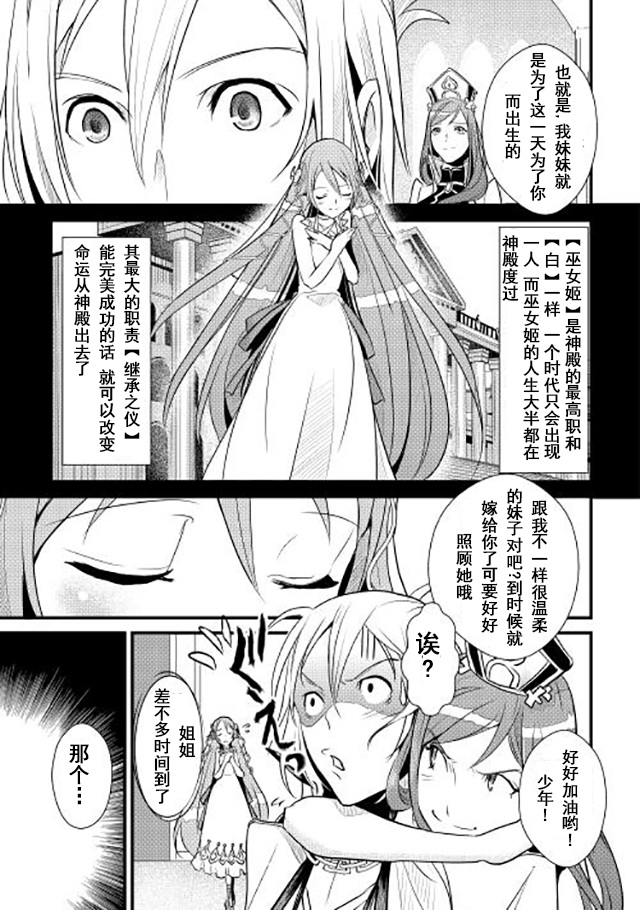 也就是，我妹妹就
是为了这一天为了你
而出生的
【巫女姬】是神殿的最高职和
【白】一样 一个时代只会出现
一人 而巫女姬的人生大半都在
神殿度过
其最大的职责【继承之仪】
能完美成功的话 就可以改变
命运从神殿出去了
跟我不一样很温柔
的妹子对吧?到时候就
嫁给你了可要好好
照顾她哦
诶?
好好加油哟!
少年!
姐姐
差不多时间到了
那个…